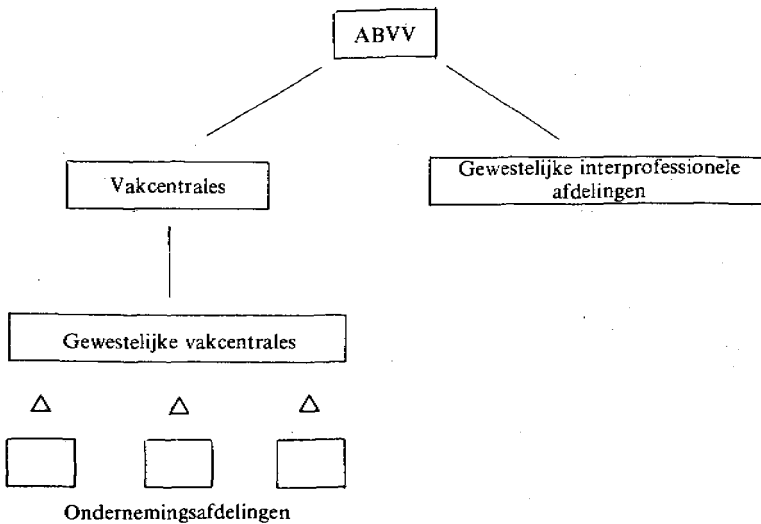 ABVV
Vakcentrales
Gewestelijke interprofessionele
afdelingen
Gewestelijke vakcentrales
Ondernemingsafdelingen